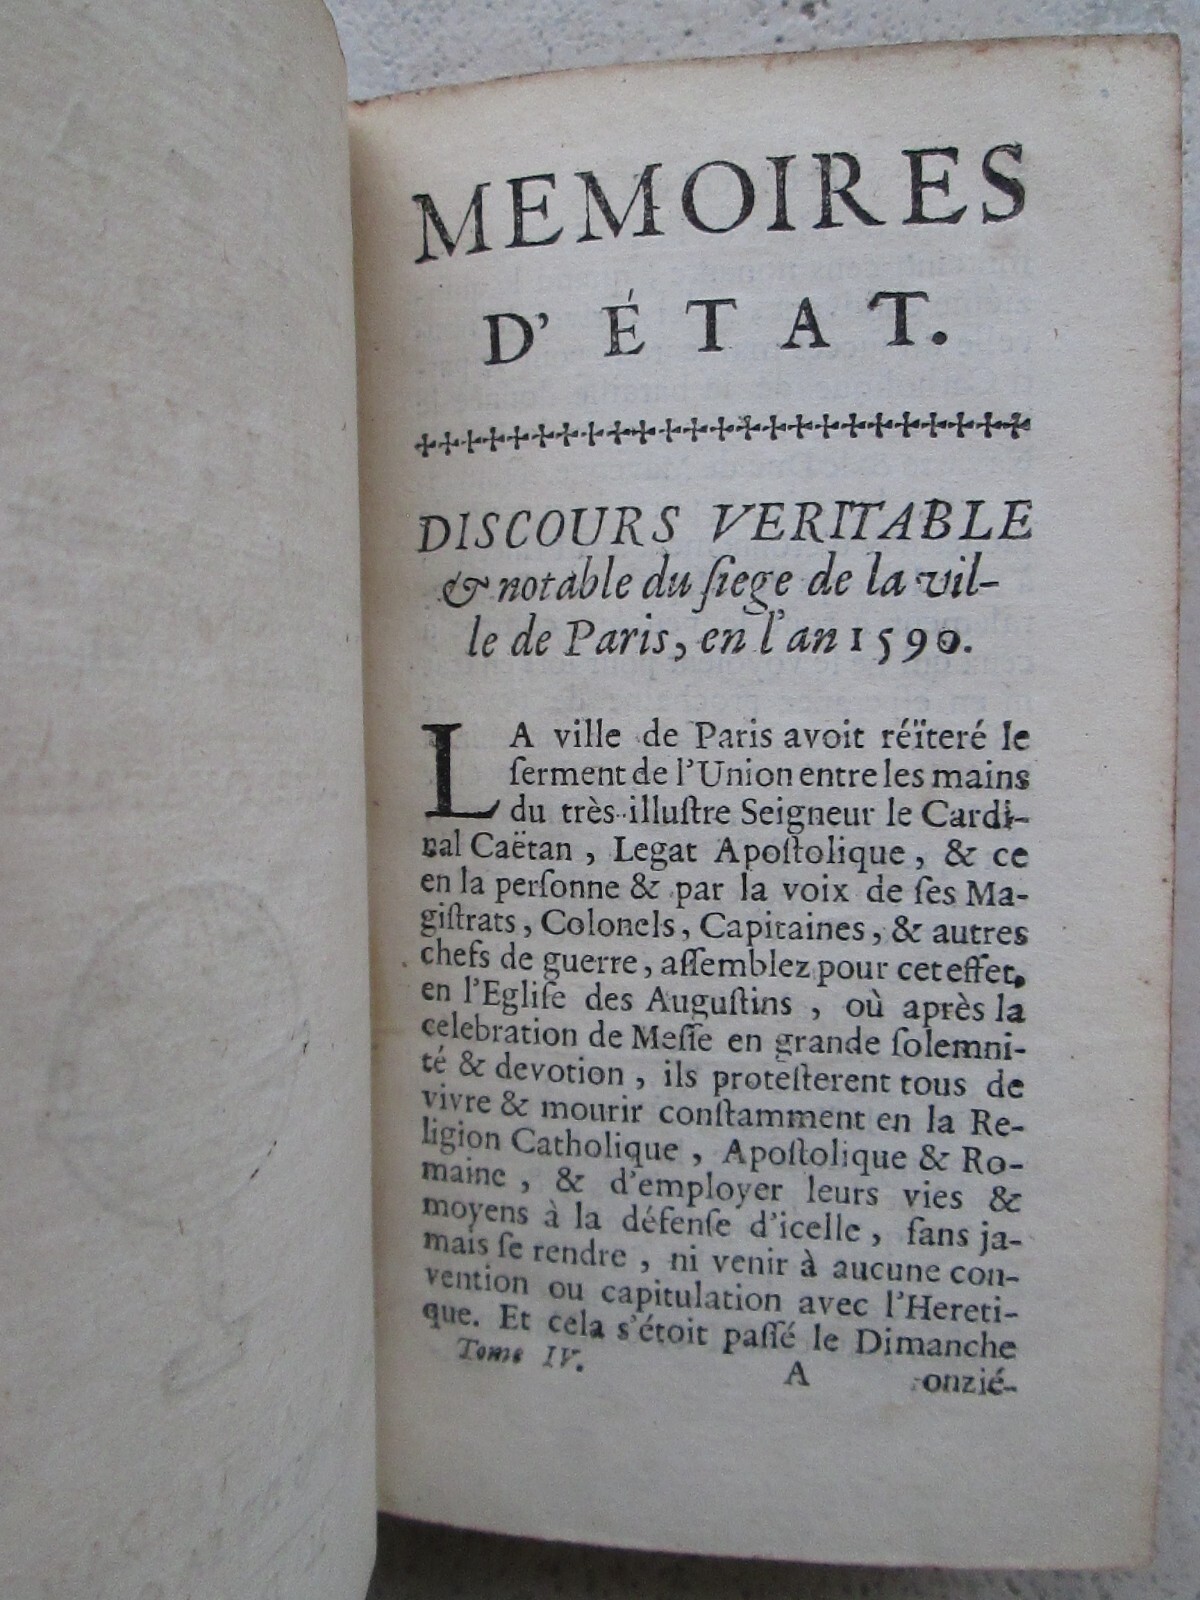 MEMOIRES
D' ÉTAT.
DISCOURS VERITABLE
& notable du ſiege de la vil-
le de Paris, en l'an 1590.
LA ville de Paris avoit réïteré le
ſerment de l'Union entre les mains
du très-illuſtre Seigneur le Cardi-
nal Caëtan, Legat Apoſtolique, & ce
en la perſonne & par la voix de ſes Ma-
giſtrats, Colonels, Capitaines, & autres
chefs de guerre, aſſemblez pour cet effet,
en l'Egliſe des Auguſtins, où après la
celebration de Meſſe en grande ſolemni-
té & devotion, ils proteſterent tous de
vivre & mourir conſtamment en la Re-
ligion Catholique, Apoſtolique & Ro-
maine, & d'employer leurs vies &
moyens à la défenſe d'icelle, ſans ja-
mais ſe rendre, ni venir à aucune con-
vention ou capitulation avec l'Hereti-
que. Et cela s'étoit paſſé le Dimanche
Tome IV. A onzié-